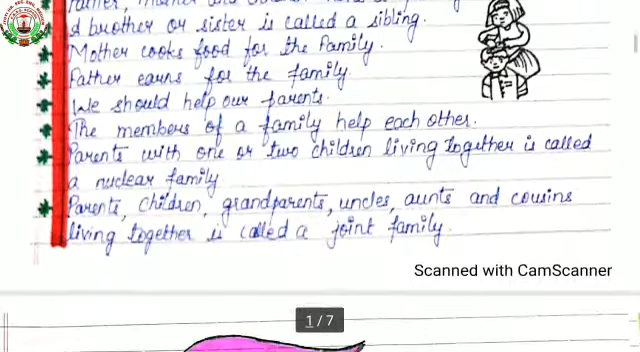 A brother or sister is called a sibling.
Mother cooks food for the family.
Father earns for the family.
We should help our parents.
The members of a family help each other.
Parents with one or two children living together is called
a nuclear family
Parents, children, grandparents, uncles, aunts and cousins
living together is called a joint family.
Scanned with CamScanner
1/7